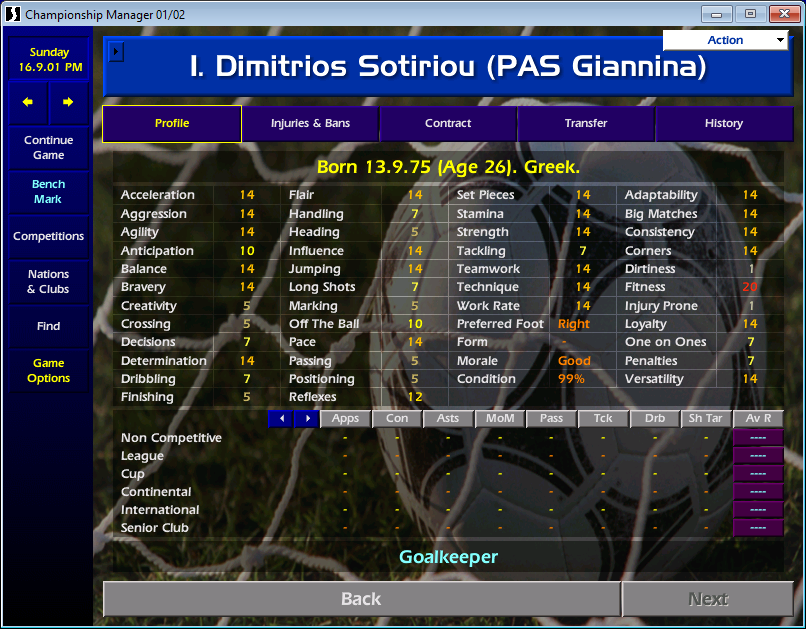 Championship Manager 01/02
Action
Sunday
16.9.01 PM
1. Dimitrios Sotiriou (PAS Giannina)
Profile Injuries & Bans Contract Transfer History
Continue
Game
Bench
Mark
Competitions
Nations
& Clubs
Find
Game
Options
Born 13.9.75 (Age 26). Greek.
Acceleration 14 Flair 14 Set Pieces 14 Adaptability 14
Aggression 14 Handling 7 Stamina 14 Big Matches 14
Agility 14 Heading 5 Strength 14 Consistency 14
Anticipation 10 Influence 14 Tackling 7 Corners 14
Balance 14 Jumping 14 Teamwork 14 Dirtiness 1
Bravery 14 Long Shots 7 Technique 14 Fitness 20
Creativity 5 Marking 5 Work Rate 14 Injury Prone 1
Crossing 5 Off The Ball 10 Preferred Foot Right Loyalty 14
Decisions 7 Pace 14 Form - One on Ones 7
Determination 14 Passing 5 Morale Good Penalties 7
Dribbling 7 Positioning 5 Condition 99% Versatility 14
Finishing 5 Reflexes 12
Apps Con Asts MoM Pass Tck Drb Sh Tar Av R
Non Competitive - - - - - - - - ----
League - - - - - - - - ----
Cup - - - - - - - - ----
Continental - - - - - - - - ----
International - - - - - - - - ----
Senior Club - - - - - - - - ----
Goalkeeper
Back Next